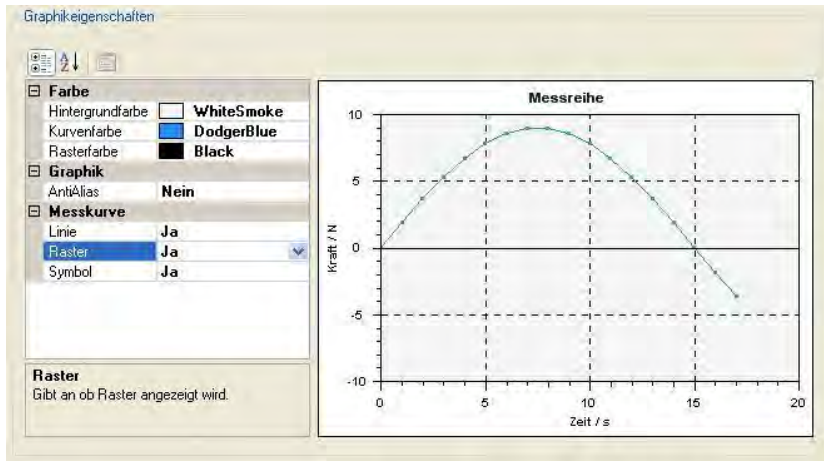 Graphikeigenschaften
Farbe
Hintergrundfarbe WhiteSmoke
Kurvenfarbe DodgerBlue
Rasterfarbe Black
Graphik
AntiAlias Nein
Messkurve
Linie Ja
Raster Ja
Symbol Ja
Raster
Gibt an ob Raster angezeigt wird.
Messreihe
10
5
0
-5
-10
Kraft / N
0 5 10 15 20
Zeit / s